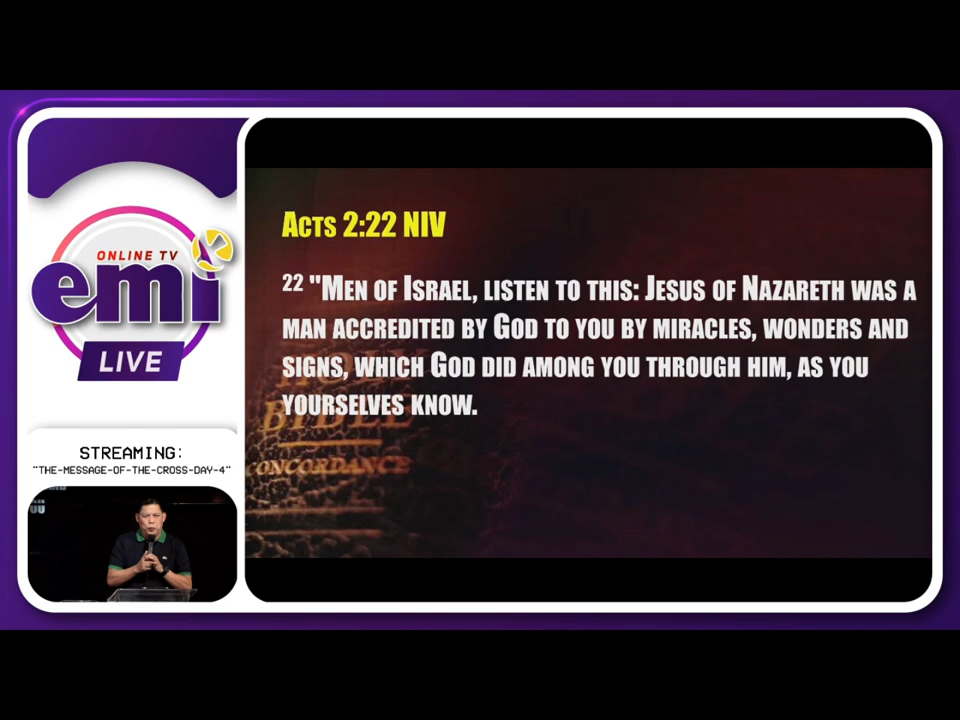 ONLINE TV
emi
LIVE
STREAMING:
"THE-MESSAGE-OF-THE-CROSS-DAY-4"
UU
ACTS 2:22 NIV
22 "MEN OF ISRAEL, LISTEN TO THIS: JESUS OF NAZARETH WAS A
MAN ACCREDITED BY GOD TO YOU BY MIRACLES, WONDERS AND
SIGNS, WHICH GOD DID AMONG YOU THROUGH HIM, AS YOU
YOURSELVES KNOW.
HOLY
BIBLE
CONCORDANCE